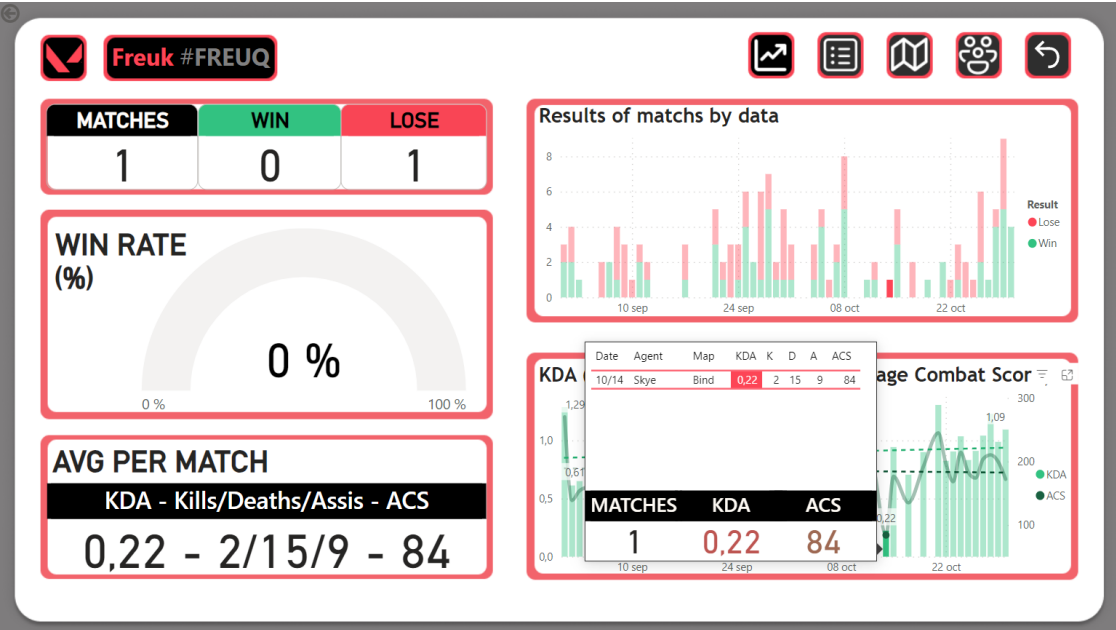 Freuk #FREUQ
MATCHES WIN LOSE
1 0 1
WIN RATE
(%)
0 %
0 % 100 %
AVG PER MATCH
KDA - Kills/Deaths/Assis - ACS
0,22 - 2/15/9 - 84
Results of matchs by data
8
6
4
2
0
10 sep 24 sep 08 oct 22 oct
Result
Lose
Win
KDA
age Combat Scor
1,29
1,0
0,61
0,5
0,0
Date Agent Map KDA K D A ACS
10/14 Skye Bind 0,22 2 15 9 84
MATCHES KDA ACS
1 0,22 84
0,22
1,09
300
200
100
KDA
ACS
10 sep 24 sep 08 oct 22 oct